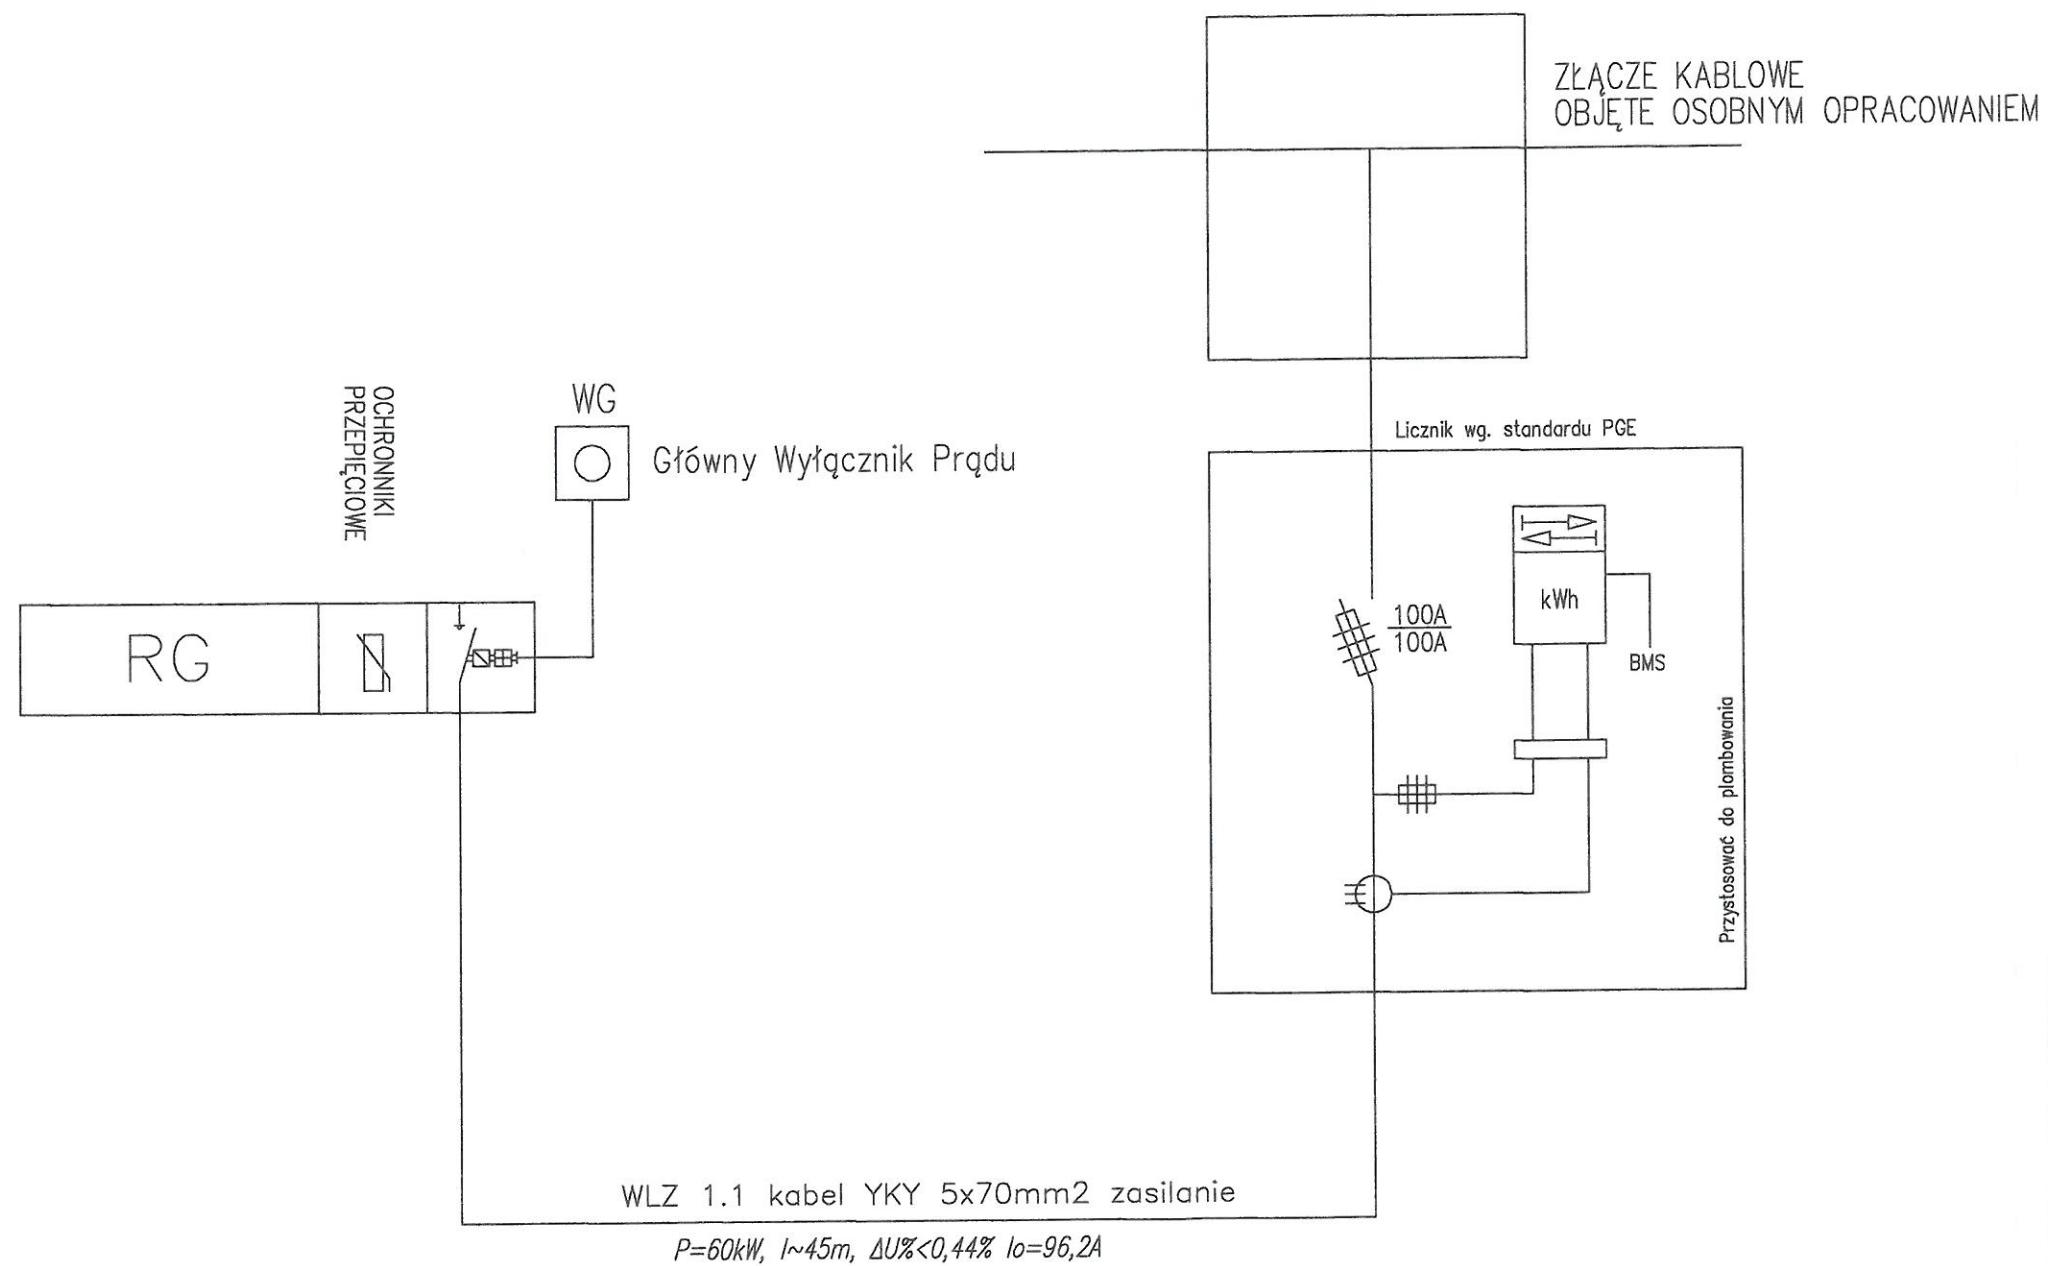 ZŁĄCZE KABLOWE
OBJĘTE OSOBNYM OPRACOWANIEM
OCHRONNIKI
PRZEPIĘCIOWE
WG
Główny Wyłącznik Prądu
RG
Licznik wg. standardu PGE
100A
100A
kWh
BMS
Przystosować do plombowania
WLZ 1.1 kabel YKY 5x70mm2 zasilanie
P=60kW, l~45m, ΔU%<0,44% Io=96,2A